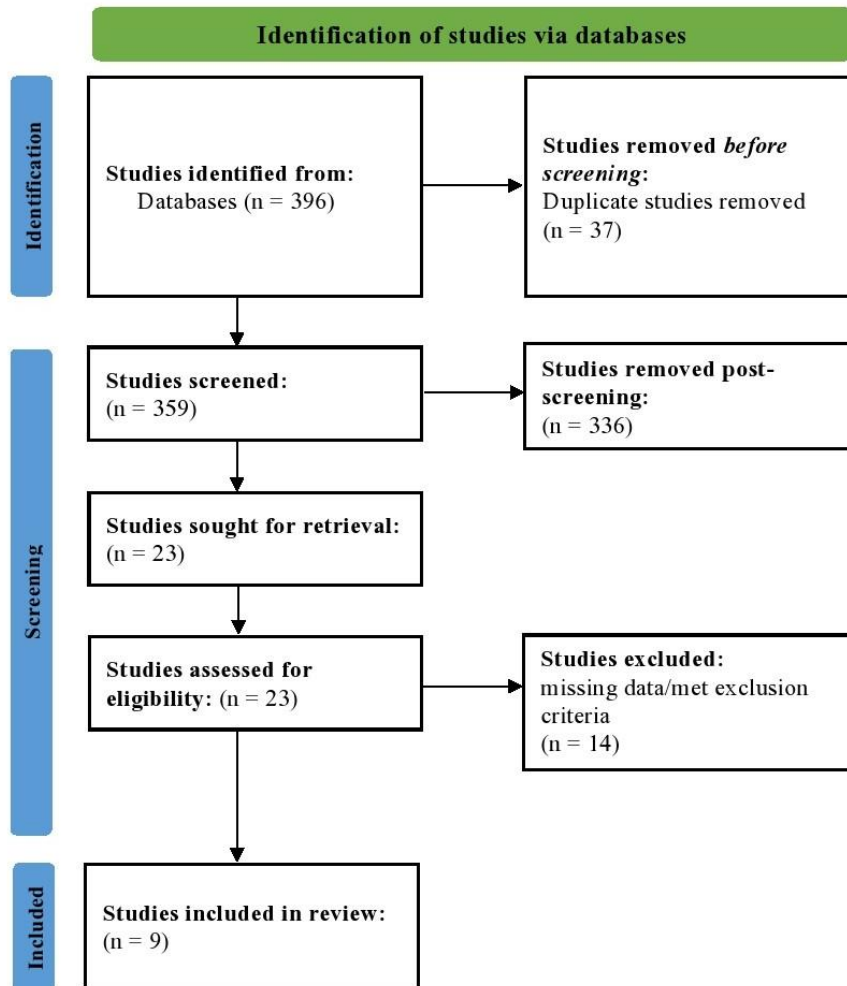 Identification of studies via databases
Identification
Studies identified from:
Databases (n = 396)
Studies removed before
screening:
Duplicate studies removed
(n = 37)
Screening
Studies screened:
(n = 359)
Studies removed post-
screening:
(n = 336)
Studies sought for retrieval:
(n = 23)
Studies assessed for
eligibility: (n = 23)
Studies excluded:
missing data/met exclusion
criteria
(n = 14)
Included
Studies included in review:
(n = 9)